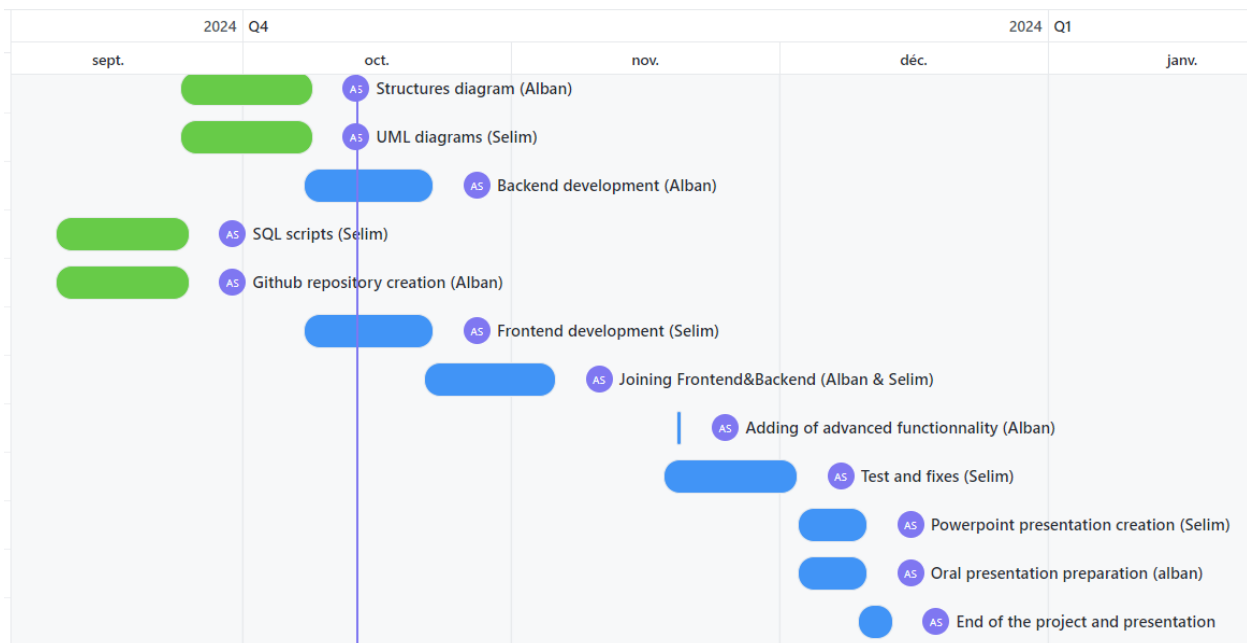 2024 Q4 2024 Q1
sept. oct. nov. déc. janv.
AS Structures diagram (Alban)
AS UML diagrams (Selim)
AS Backend development (Alban)
AS SQL scripts (Selim)
AS Github repository creation (Alban)
AS Frontend development (Selim)
AS Joining Frontend&Backend (Alban & Selim)
AS Adding of advanced functionnality (Alban)
AS Test and fixes (Selim)
AS Powerpoint presentation creation (Selim)
AS Oral presentation preparation (alban)
AS End of the project and presentation